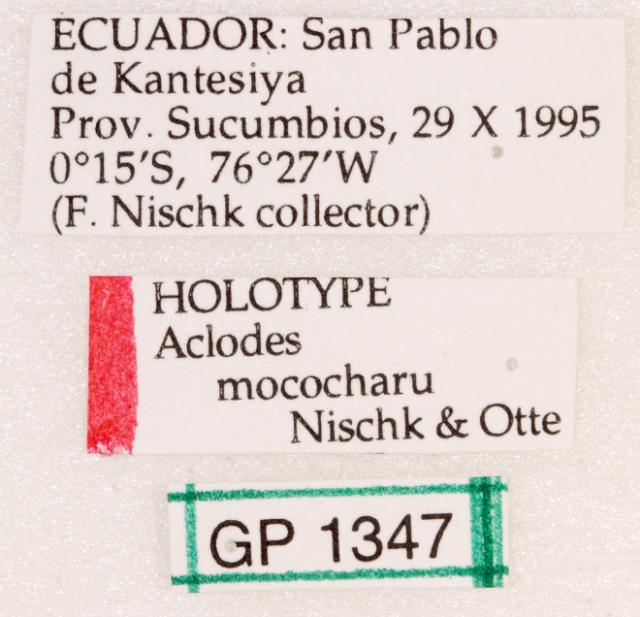 ECUADOR: San Pablo
de Kantesiya
Prov. Sucumbios, 29 X 1995
0°15'S, 76°27'W
(F. Nischk collector)
HOLOTYPE
Aclodes
mococharu
Nischk & Otte
GP 1347